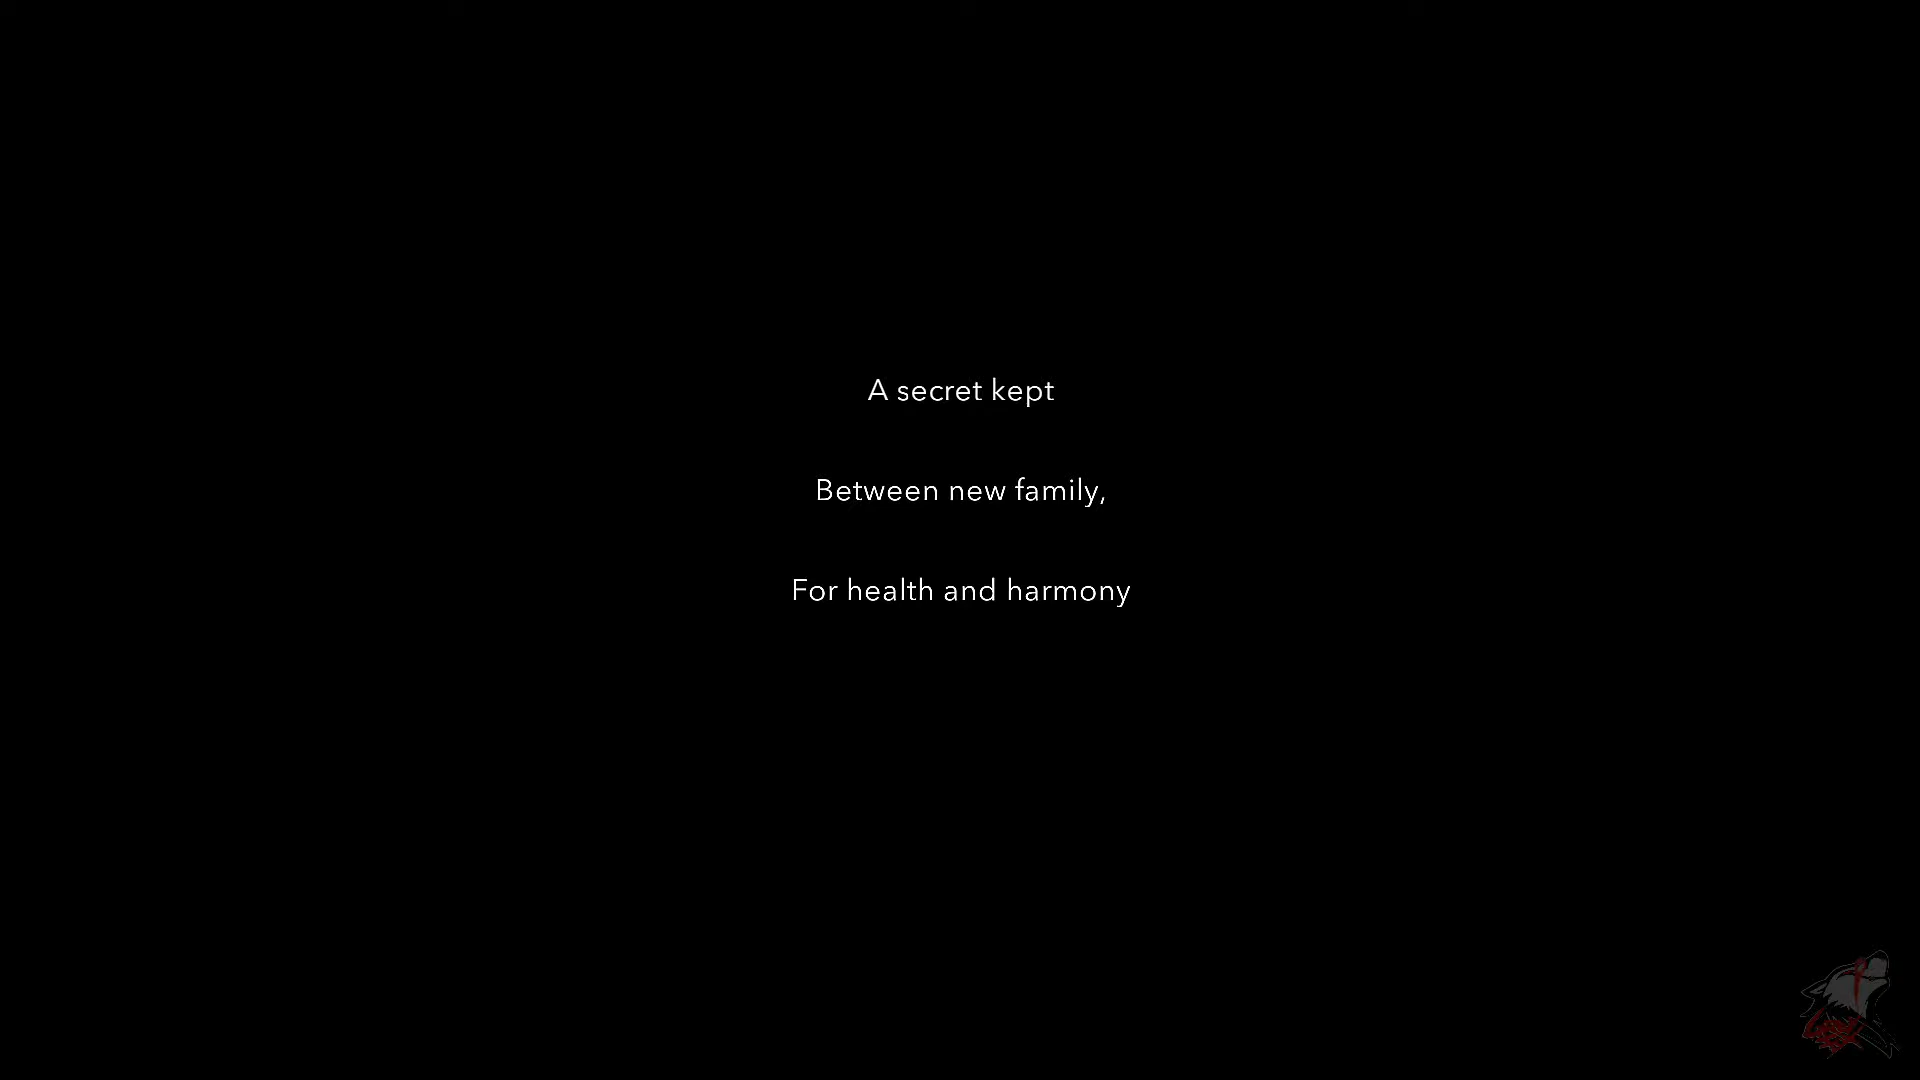 A secret kept
Between new family,
For health and harmony